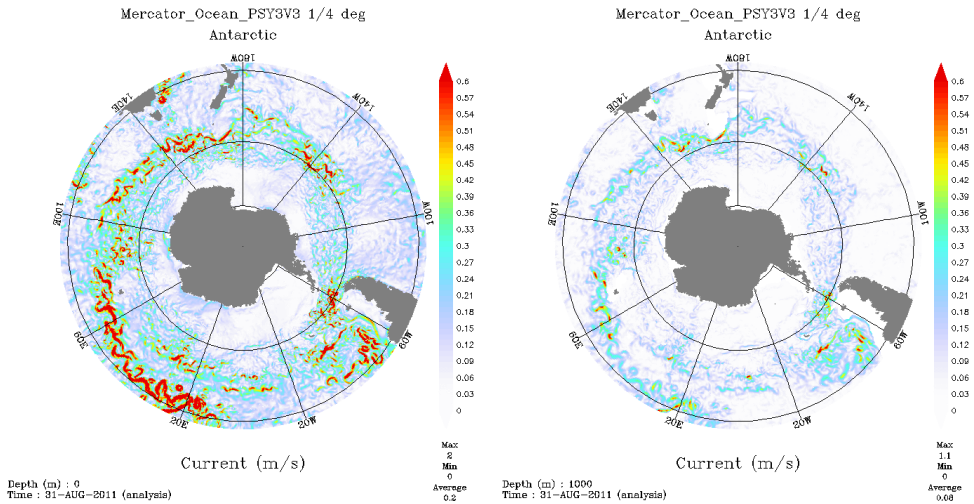 Mercator_Ocean_PSY3V3 1/4 deg
Antarctic
180W
140E
140W
100E
100W
60E
60W
20E
20W
0.6
0.57
0.54
0.51
0.48
0.45
0.42
0.39
0.36
0.33
0.3
0.27
0.24
0.21
0.18
0.15
0.12
0.09
0.06
0.03
0
Max
2
Min
0
Average
0.2
Current (m/s)
Depth (m) : 0
Time : 31-AUG-2011 (analysis)
Mercator_Ocean_PSY3V3 1/4 deg
Antarctic
180W
140E
140W
100E
100W
60E
60W
20E
20W
0.6
0.57
0.54
0.51
0.48
0.45
0.42
0.39
0.36
0.33
0.3
0.27
0.24
0.21
0.18
0.15
0.12
0.09
0.06
0.03
0
Max
1.1
Min
0
Average
0.08
Current (m/s)
Depth (m) : 1000
Time : 31-AUG-2011 (analysis)